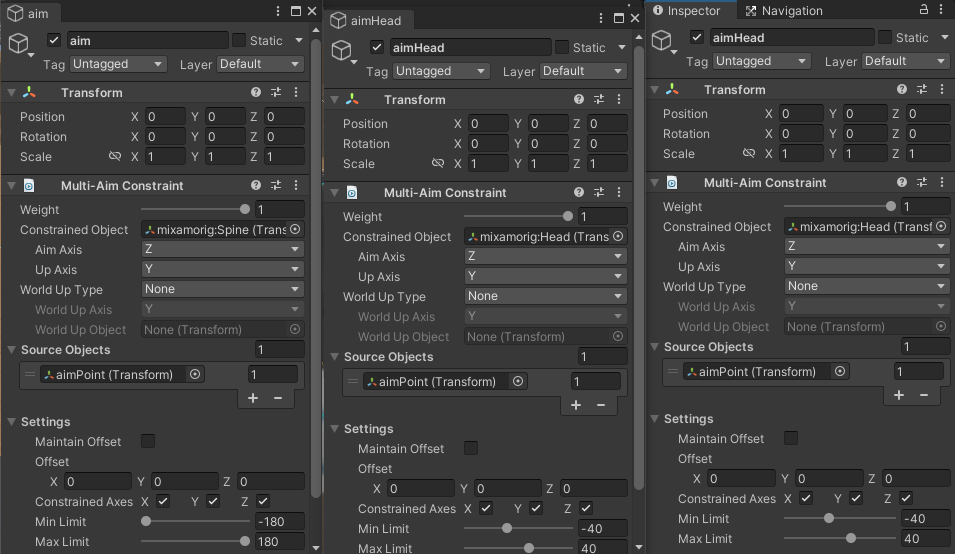 aim
aim
Static
Tag Untagged Layer Default
Transform
Position X 0 Y 0 Z 0
Rotation X 0 Y 0 Z 0
Scale X 1 Y 1 Z 1
Multi-Aim Constraint
Weight 1
Constrained Object mixamorig:Spine (Trans
Aim Axis Z
Up Axis Y
World Up Type None
World Up Axis Y
World Up Object None (Transform)
Source Objects 1
aimPoint (Transform) 1
+ −
Settings
Maintain Offset
Offset
X 0 Y 0 Z 0
Constrained Axes X Y Z
Min Limit -180
Max Limit 180
aimHead
aimHead
Static
Tag Untagged Layer Default
Transform
Position X 0 Y 0 Z 0
Rotation X 0 Y 0 Z 0
Scale X 1 Y 1 Z 1
Multi-Aim Constraint
Weight 1
Constrained Object mixamorig:Head (Trans
Aim Axis Z
Up Axis Y
World Up Type None
World Up Axis Y
World Up Object None (Transform)
Source Objects 1
aimPoint (Transform) 1
+ −
Settings
Maintain Offset
Offset
X 0 Y 0 Z 0
Constrained Axes X Y Z
Min Limit -40
Max Limit 40
Inspector Navigation
aimHead
Static
Tag Untagged Layer Default
Transform
Position X 0 Y 0 Z 0
Rotation X 0 Y 0 Z 0
Scale X 1 Y 1 Z 1
Multi-Aim Constraint
Weight 1
Constrained Object mixamorig:Head (Transf
Aim Axis Z
Up Axis Y
World Up Type None
World Up Axis Y
World Up Object None (Transform)
Source Objects 1
aimPoint (Transform) 1
+ −
Settings
Maintain Offset
Offset
X 0 Y 0 Z 0
Constrained Axes X Y Z
Min Limit -40
Max Limit 40